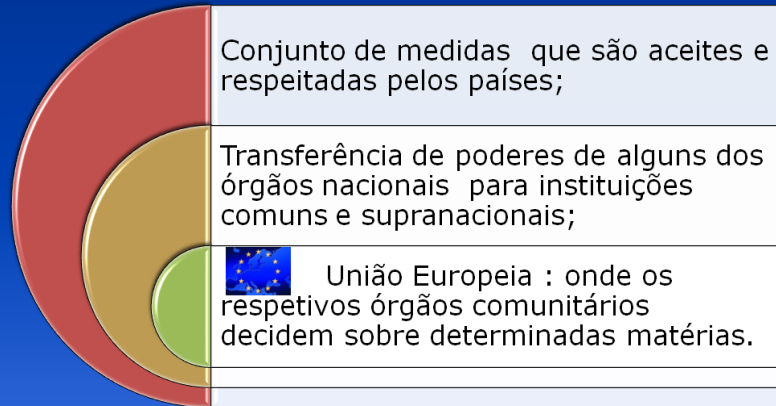 Conjunto de medidas  que são aceites e
respeitadas pelos países;
Transferência de poderes de alguns dos
órgãos nacionais  para instituições
comuns e supranacionais;
União Europeia : onde os
respetivos órgãos comunitários
decidem sobre determinadas matérias.